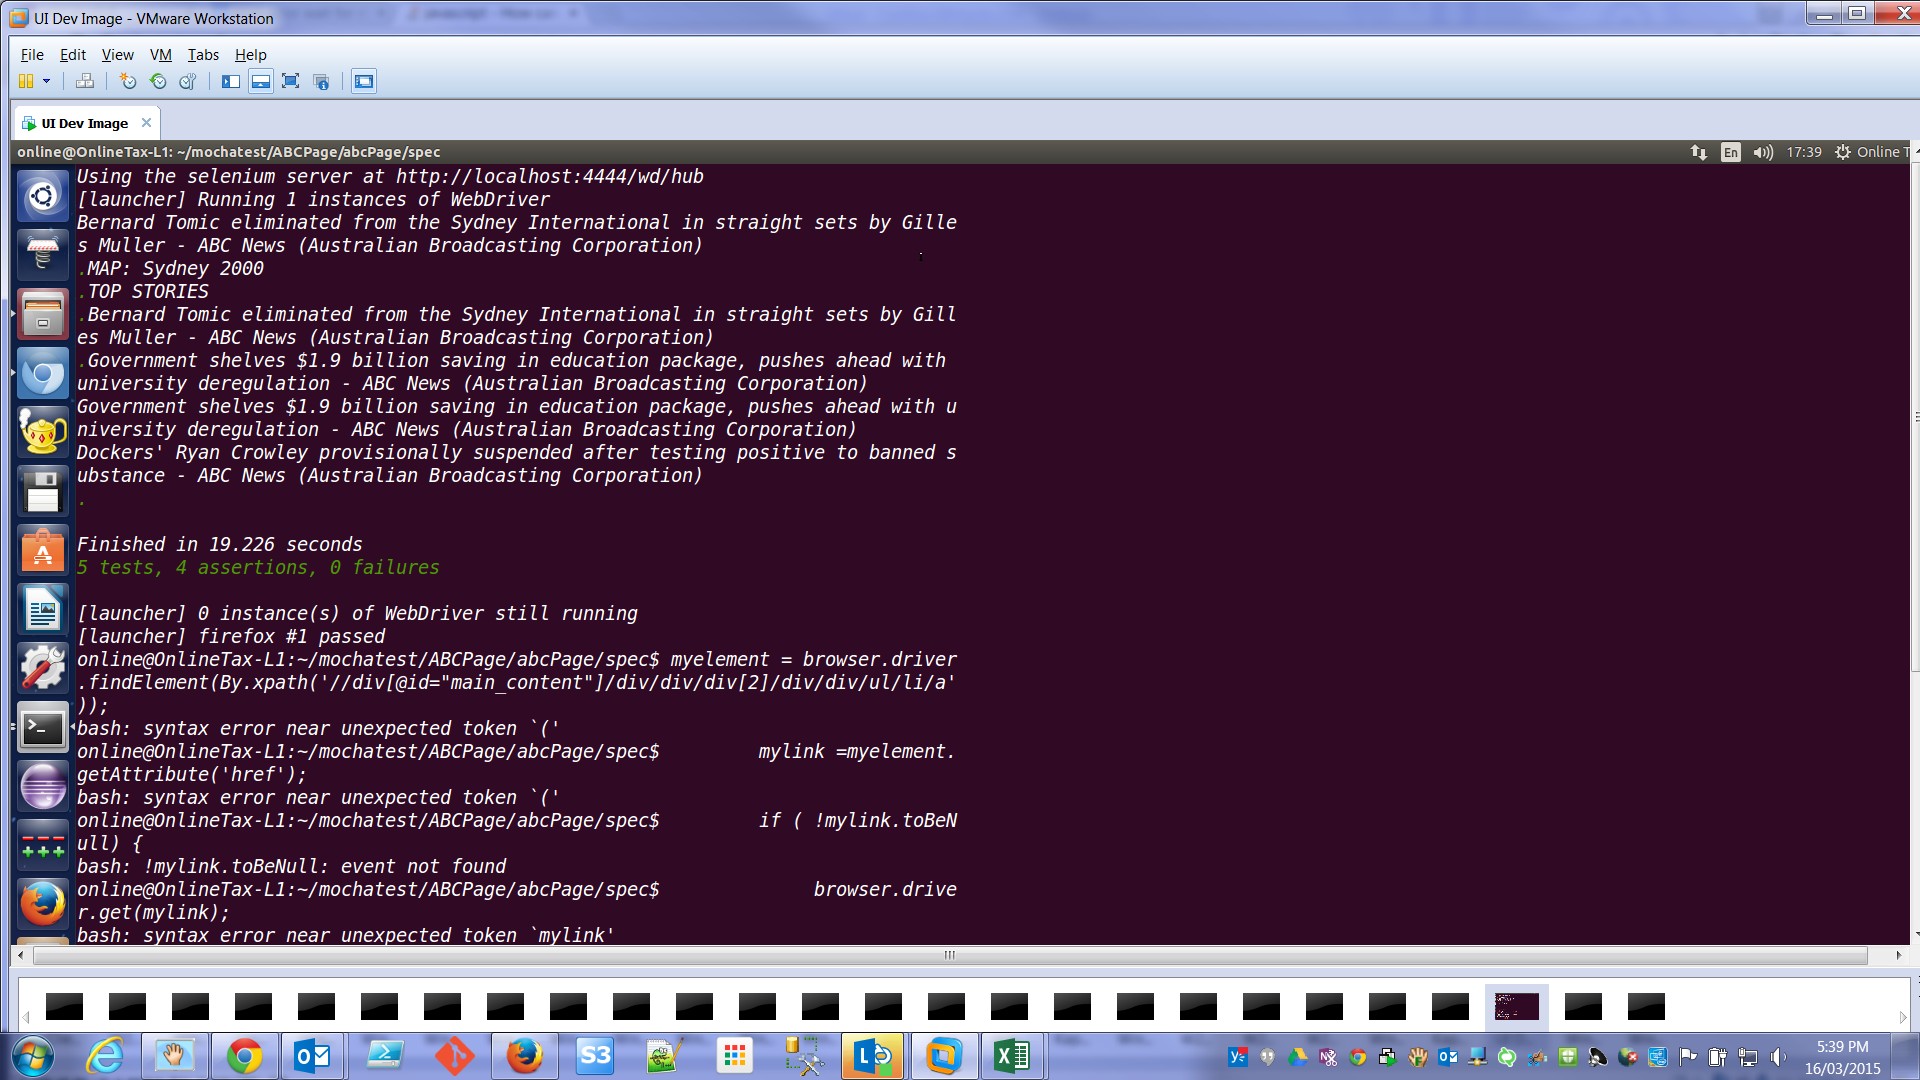 UI Dev Image - VMware Workstation
File Edit View VM Tabs Help
UI Dev Image
online@OnlineTax-L1: ~/mochatest/ABCPage/abcPage/spec
En 17:39 Online T
Using the selenium server at http://localhost:4444/wd/hub
[launcher] Running 1 instances of WebDriver
Bernard Tomic eliminated from the Sydney International in straight sets by Gille
s Muller - ABC News (Australian Broadcasting Corporation)
.MAP: Sydney 2000
.TOP STORIES
.Bernard Tomic eliminated from the Sydney International in straight sets by Gill
es Muller - ABC News (Australian Broadcasting Corporation)
.Government shelves $1.9 billion saving in education package, pushes ahead with
university deregulation - ABC News (Australian Broadcasting Corporation)
Government shelves $1.9 billion saving in education package, pushes ahead with u
niversity deregulation - ABC News (Australian Broadcasting Corporation)
Dockers' Ryan Crowley provisionally suspended after testing positive to banned s
ubstance - ABC News (Australian Broadcasting Corporation)
.
Finished in 19.226 seconds
5 tests, 4 assertions, 0 failures
[launcher] 0 instance(s) of WebDriver still running
[launcher] firefox #1 passed
online@OnlineTax-L1:~/mochatest/ABCPage/abcPage/spec$ myelement = browser.driver
.findElement(By.xpath('//div[@id="main_content"]/div/div/div[2]/div/div/ul/li/a'
));
bash: syntax error near unexpected token `('
online@OnlineTax-L1:~/mochatest/ABCPage/abcPage/spec$         mylink =myelement.
getAttribute('href');
bash: syntax error near unexpected token `('
online@OnlineTax-L1:~/mochatest/ABCPage/abcPage/spec$         if ( !mylink.toBeN
ull) {
bash: !mylink.toBeNull: event not found
online@OnlineTax-L1:~/mochatest/ABCPage/abcPage/spec$              browser.drive
r.get(mylink);
bash: syntax error near unexpected token `mylink'
S3
5:39 PM
16/03/2015